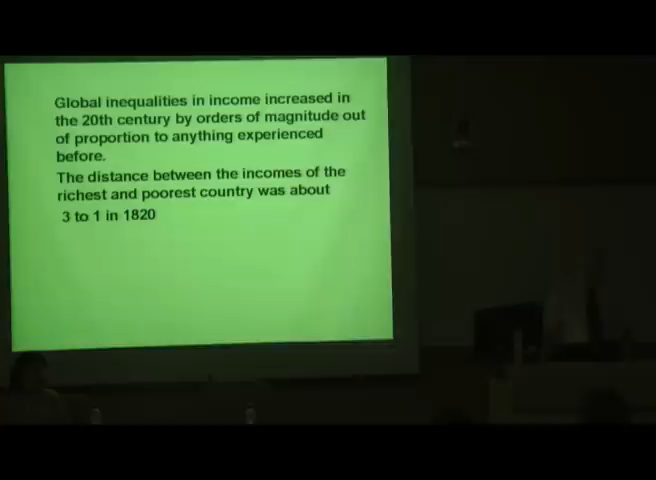 Global inequalities in income increased in
the 20th century by orders of magnitude out
of proportion to anything experienced
before.
The distance between the incomes of the
richest and poorest country was about
3 to 1 in 1820